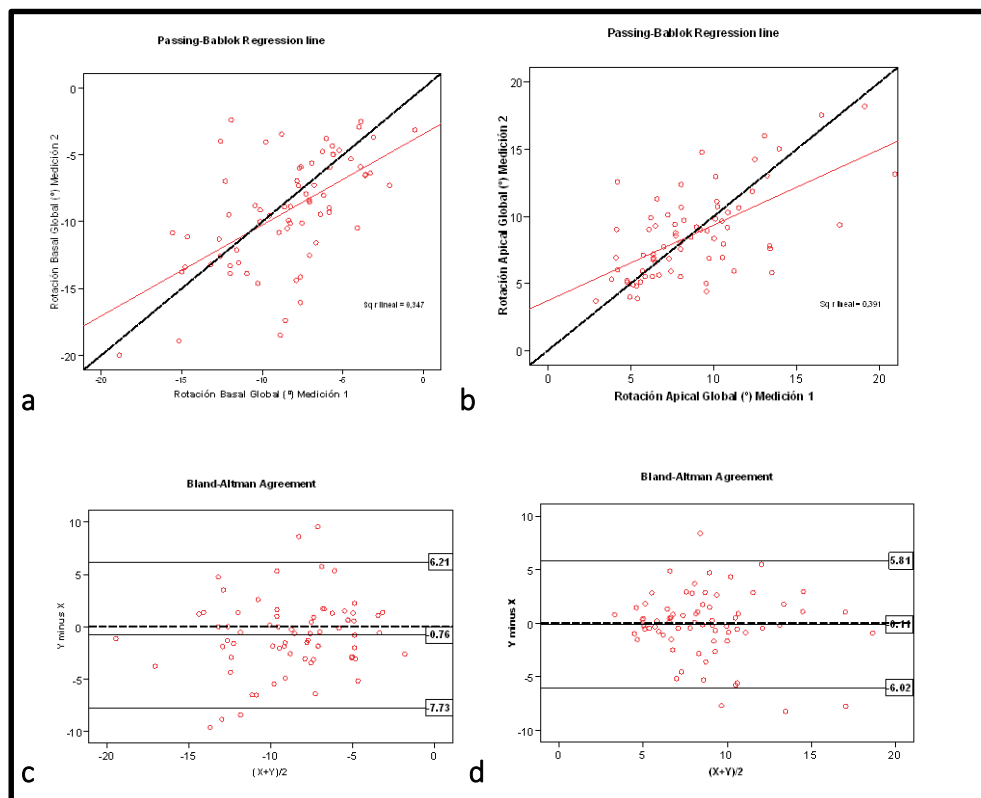 Passing-Bablok Regression line
0
-5
-10
-15
-20
Rotación Basal Global (º) Medición 2
Sq r lineal = 0,347
-20 -15 -10 -5 0
Rotación Basal Global (º) Medición 1
a
Passing-Bablok Regression line
20
15
10
5
0
Rotación Apical Global (°) Medición 2
Sq r lineal = 0,391
0 5 10 15 20
Rotación Apical Global (°) Medición 1
b
Bland-Altman Agreement
10
5
0
-5
-10
Y minus X
6.21
-0.76
-7.73
-20 -15 -10 -5 0
(X+Y)/2
c
Bland-Altman Agreement
10
5
0
-5
-10
Y minus X
5.81
-6.02
0 5 10 15 20
(X+Y)/2
d